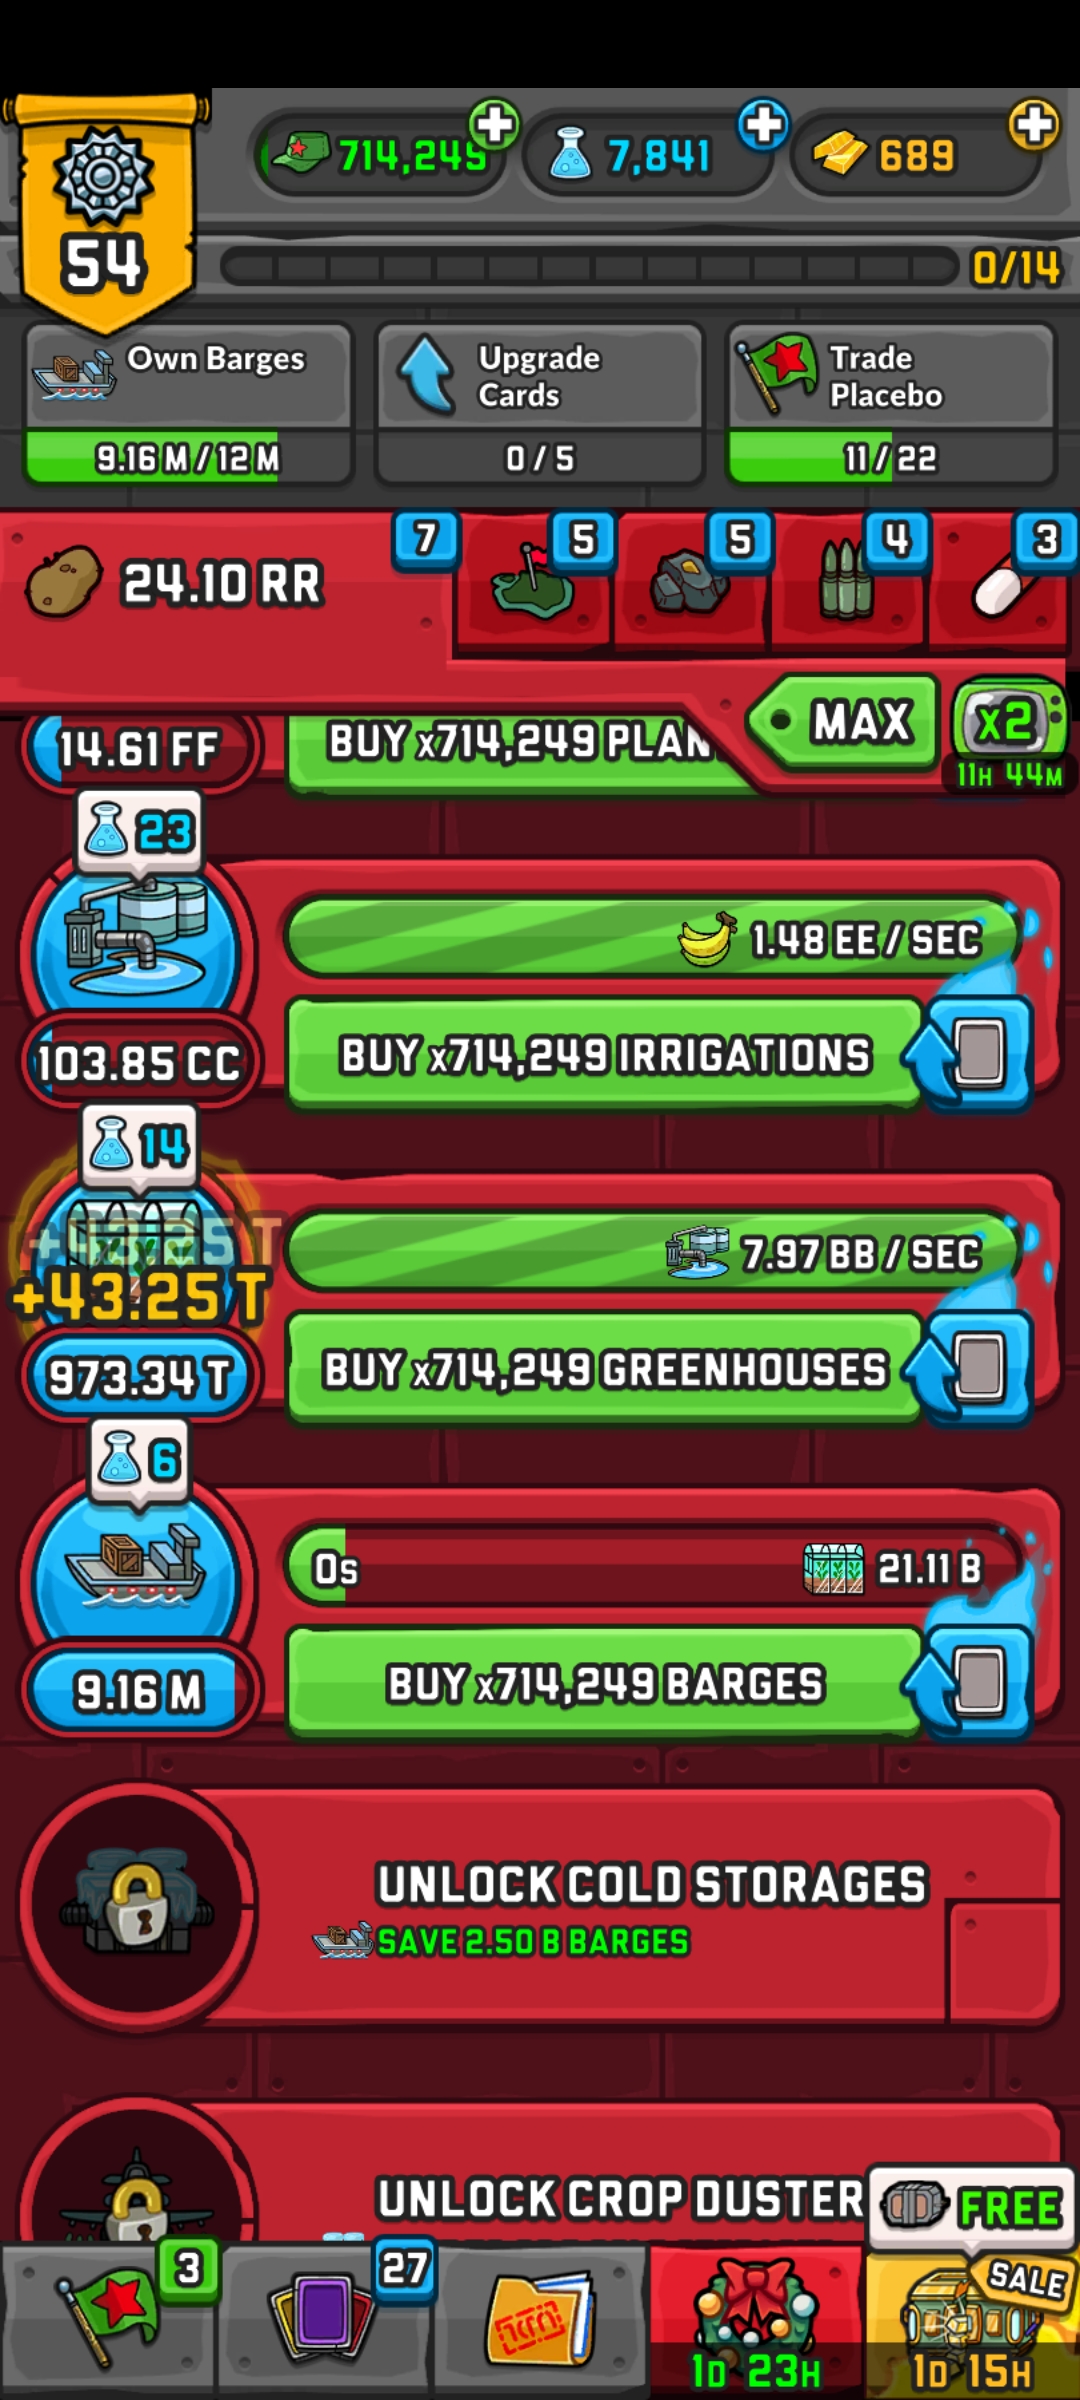 54
714,249
7,841
689
0/14
Own Barges
9.16 M / 12 M
Upgrade
Cards
0 / 5
Trade
Placebo
11 / 22
24.10 RR
7
5
5
4
3
MAX
x2
11H 44M
14.61 FF
BUY x714,249 PLAN
23
1.48 EE / SEC
103.85 CC
BUY x714,249 IRRIGATIONS
14
+43.25 T
+43.25 T
7.97 BB / SEC
973.34 T
BUY x714,249 GREENHOUSES
6
0s
21.11 B
9.16 M
BUY x714,249 BARGES
UNLOCK COLD STORAGES
SAVE 2.50 B BARGES
UNLOCK CROP DUSTER
FREE
3
27
SALE
1D 23H
1D 15H